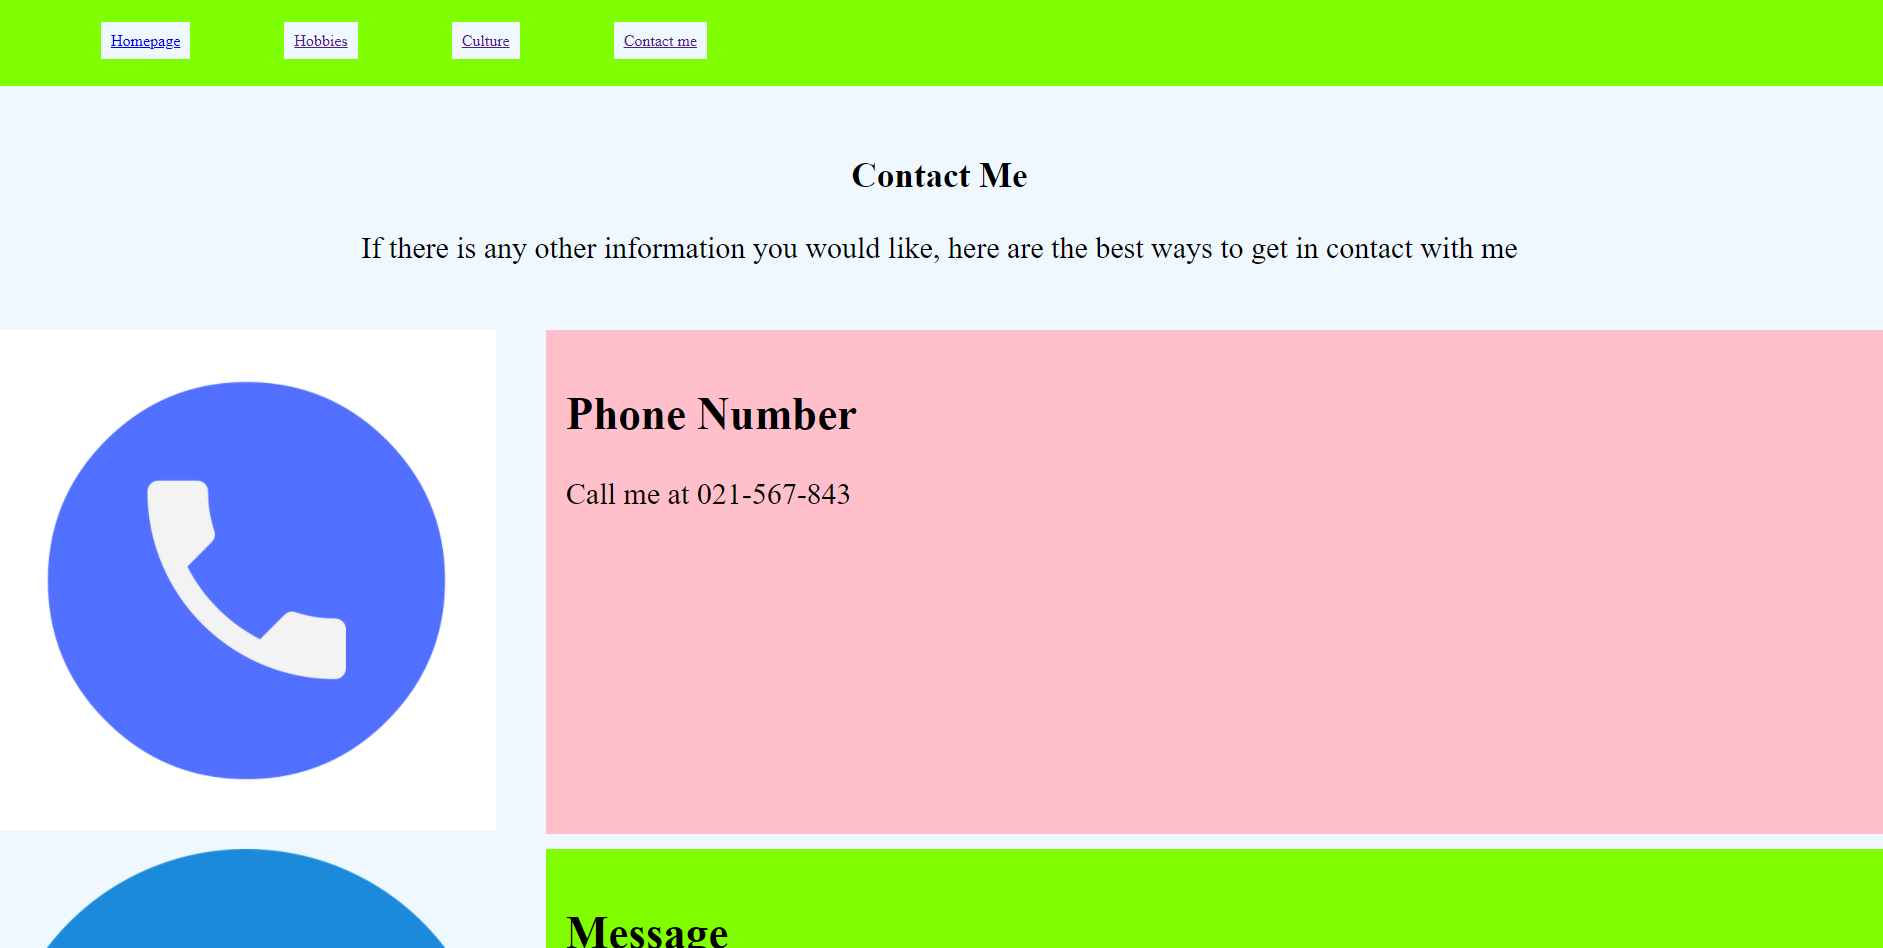 Homepage Hobbies Culture Contact me
Contact Me
If there is any other information you would like, here are the best ways to get in contact with me
Phone Number
Call me at 021-567-843
Message